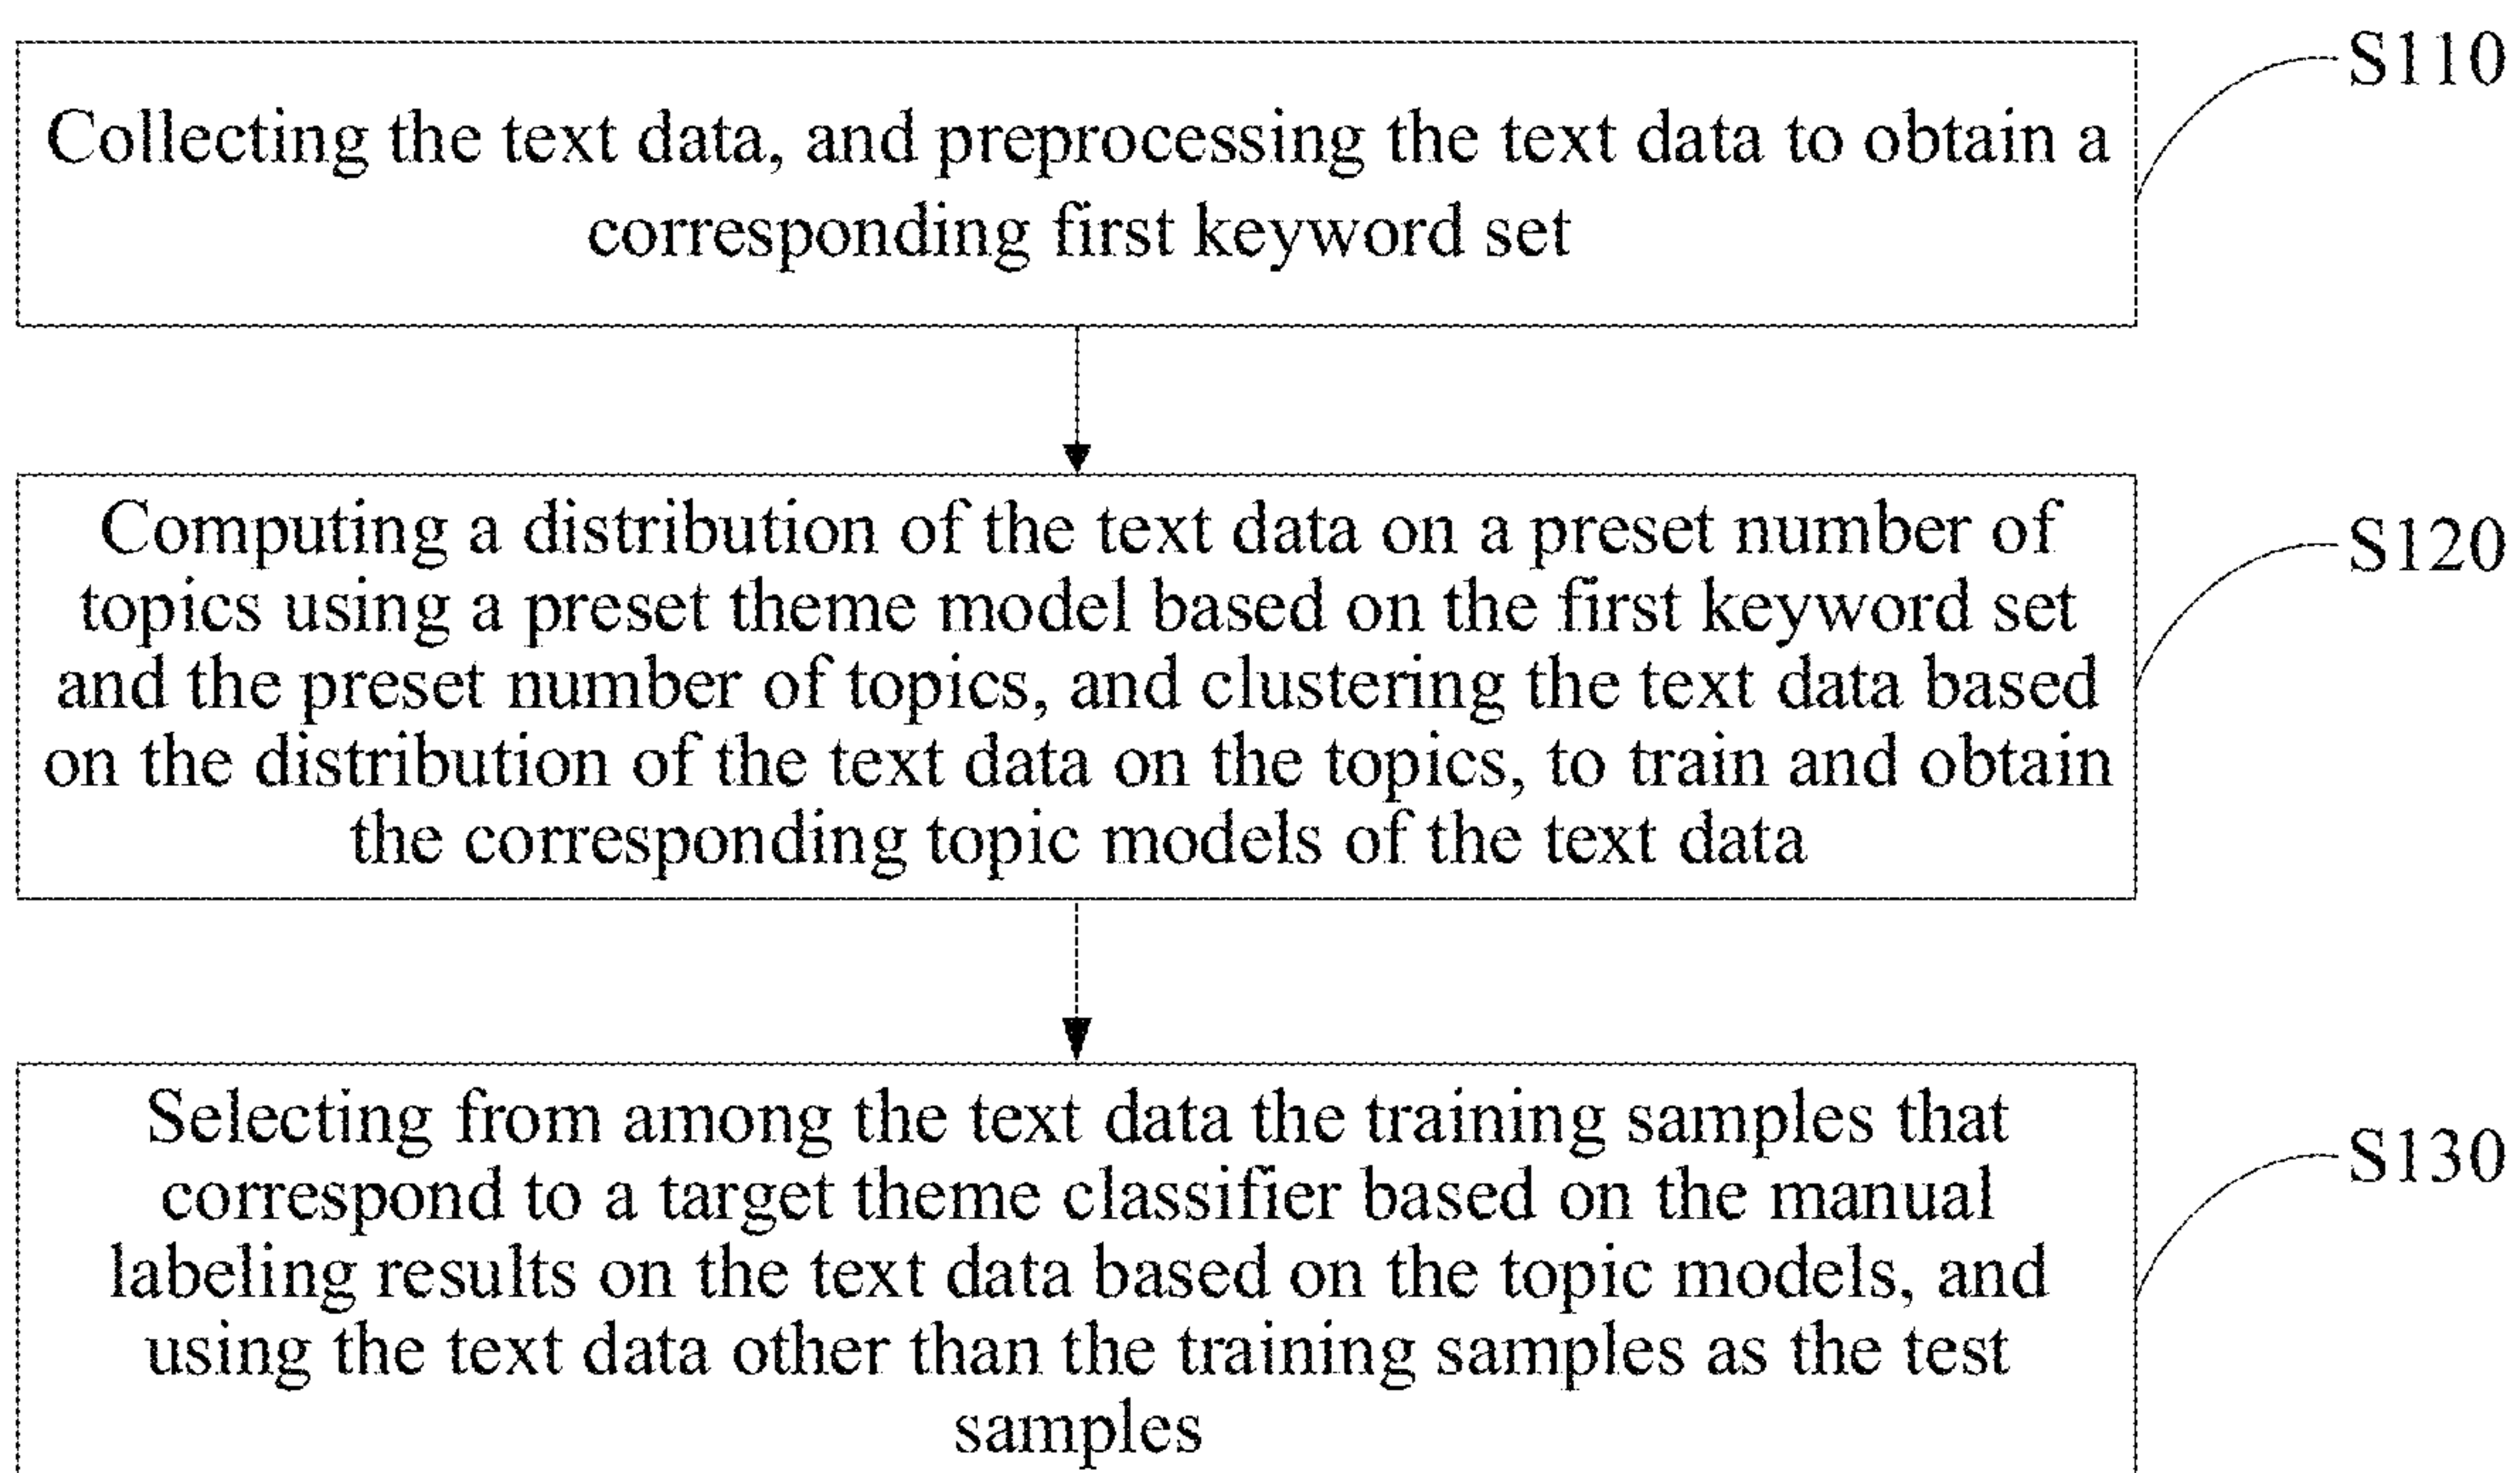 S110
Collecting the text data, and preprocessing the text data to obtain a
corresponding first keyword set
Computing a distribution of the text data on a preset number of
S120
topics using a preset theme model based on the first keyword set
and the preset number of topics, and clustering the text data based
on the distribution of the text data on the topics, to train and obtain
the corresponding topic models of the text data
Selecting from among the text data the training samples that
S130
correspond to a target theme classifier based on the manual
labeling results on the text data based on the topic models, and
using the text data other than the training samples as the test
samples